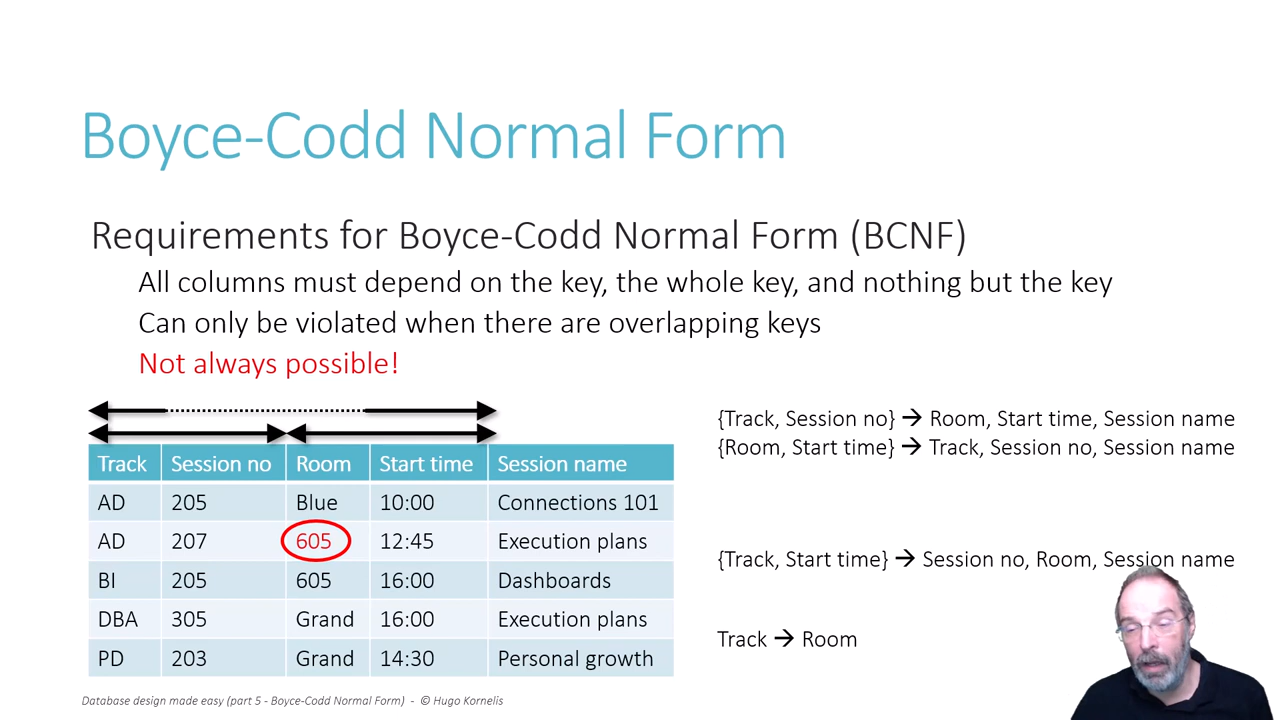 Boyce-Codd Normal Form
Requirements for Boyce-Codd Normal Form (BCNF)
All columns must depend on the key, the whole key, and nothing but the key
Can only be violated when there are overlapping keys
Not always possible!
{Track, Session no} → Room, Start time, Session name
{Room, Start time} → Track, Session no, Session name
{Track, Start time} → Session no, Room, Session name
Track → Room
Track Session no Room Start time Session name
AD 205 Blue 10:00 Connections 101
AD 207 605 12:45 Execution plans
BI 205 605 16:00 Dashboards
DBA 305 Grand 16:00 Execution plans
PD 203 Grand 14:30 Personal growth
Database design made easy (part 5 - Boyce-Codd Normal Form) - © Hugo Kornelis